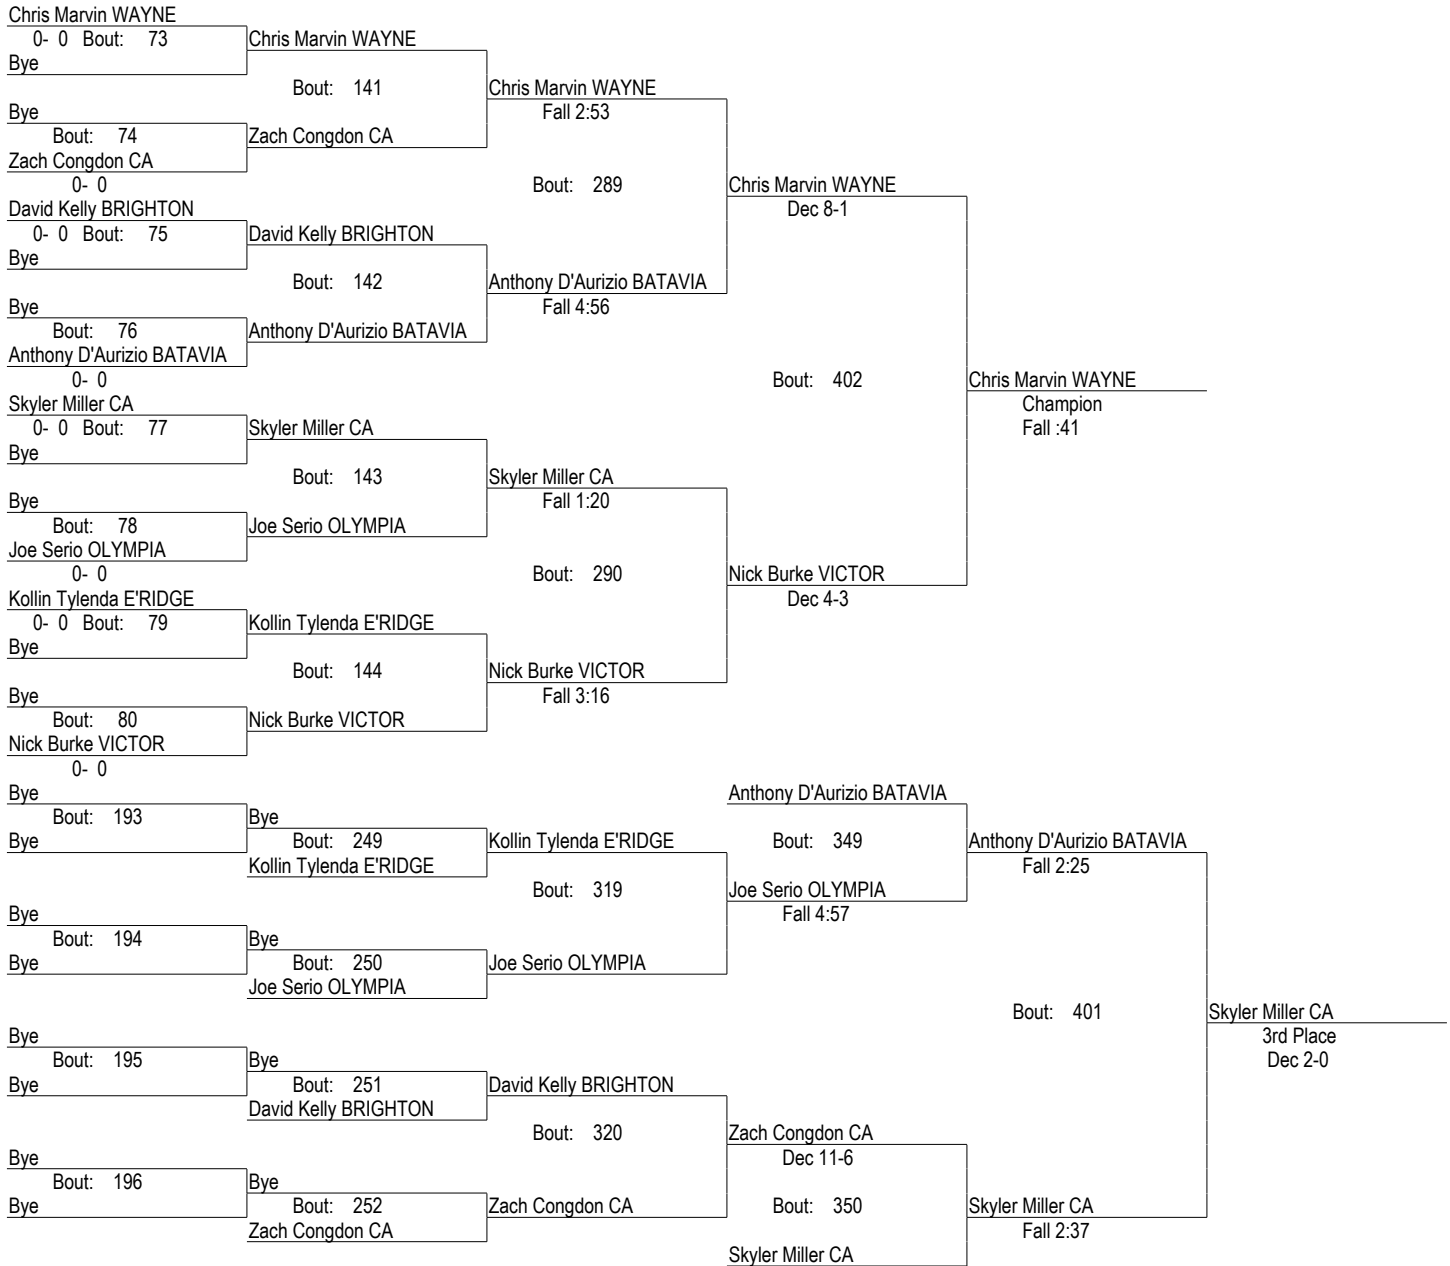 Chris Marvin WAYNE
0- 0 Bout: 73 Chris Marvin WAYNE
Bye
Bout: 141 Chris Marvin WAYNE
Bye Fall 2:53
Bout: 74 Zach Congdon CA
Zach Congdon CA
0- 0 Bout: 289 Chris Marvin WAYNE
David Kelly BRIGHTON Dec 8-1
0- 0 Bout: 75 David Kelly BRIGHTON
Bye
Bout: 142 Anthony D'Aurizio BATAVIA
Bye Fall 4:56
Bout: 76 Anthony D'Aurizio BATAVIA
Anthony D'Aurizio BATAVIA
0- 0 Bout: 402 Chris Marvin WAYNE
Skyler Miller CA Champion
0- 0 Bout: 77 Skyler Miller CA Fall :41
Bye
Bout: 143 Skyler Miller CA
Bye Fall 1:20
Bout: 78 Joe Serio OLYMPIA
Joe Serio OLYMPIA
0- 0 Bout: 290 Nick Burke VICTOR
Kollin Tylenda E'RIDGE Dec 4-3
0- 0 Bout: 79 Kollin Tylenda E'RIDGE
Bye
Bout: 144 Nick Burke VICTOR
Bye Fall 3:16
Bout: 80 Nick Burke VICTOR
Nick Burke VICTOR
0- 0
Bye Anthony D'Aurizio BATAVIA
Bout: 193 Bye
Bye Bout: 249 Kollin Tylenda E'RIDGE Bout: 349 Anthony D'Aurizio BATAVIA
Kollin Tylenda E'RIDGE Fall 2:25
Bout: 319 Joe Serio OLYMPIA
Bye Fall 4:57
Bout: 194 Bye
Bye Bout: 250 Joe Serio OLYMPIA
Joe Serio OLYMPIA
Bout: 401 Skyler Miller CA
Bye 3rd Place
Bout: 195 Bye Dec 2-0
Bye Bout: 251 David Kelly BRIGHTON
David Kelly BRIGHTON
Bout: 320 Zach Congdon CA
Bye Dec 11-6
Bout: 196 Bye
Bye Bout: 252 Zach Congdon CA Bout: 350 Skyler Miller CA
Zach Congdon CA Fall 2:37
Skyler Miller CA